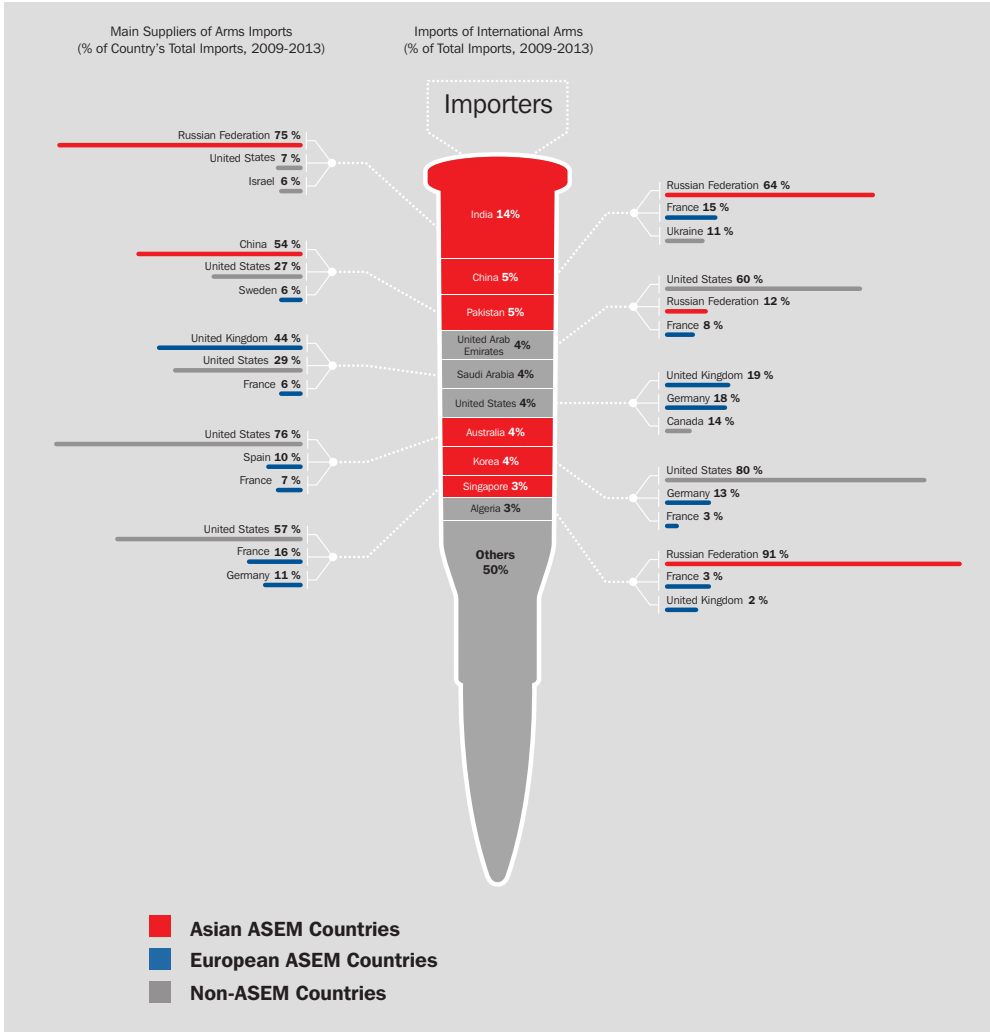 Main Suppliers of Arms Imports
(% of Country's Total Imports, 2009-2013)
Imports of International Arms
(% of Total Imports, 2009-2013)
Importers
Russian Federation 75 %
United States 7 %
Israel 6 %
China 54 %
United States 27 %
Sweden 6 %
United Kingdom 44 %
United States 29 %
France 6 %
United States 76 %
Spain 10 %
France 7 %
United States 57 %
France 16 %
Germany 11 %
India 14%
China 5%
Pakistan 5%
United Arab
Emirates 4%
Saudi Arabia 4%
United States 4%
Australia 4%
Korea 4%
Singapore 3%
Algeria 3%
Others
50%
Russian Federation 64 %
France 15 %
Ukraine 11 %
United States 60 %
Russian Federation 12 %
France 8 %
United Kingdom 19 %
Germany 18 %
Canada 14 %
United States 80 %
Germany 13 %
France 3 %
Russian Federation 91 %
France 3 %
United Kingdom 2 %
Asian ASEM Countries
European ASEM Countries
Non-ASEM Countries